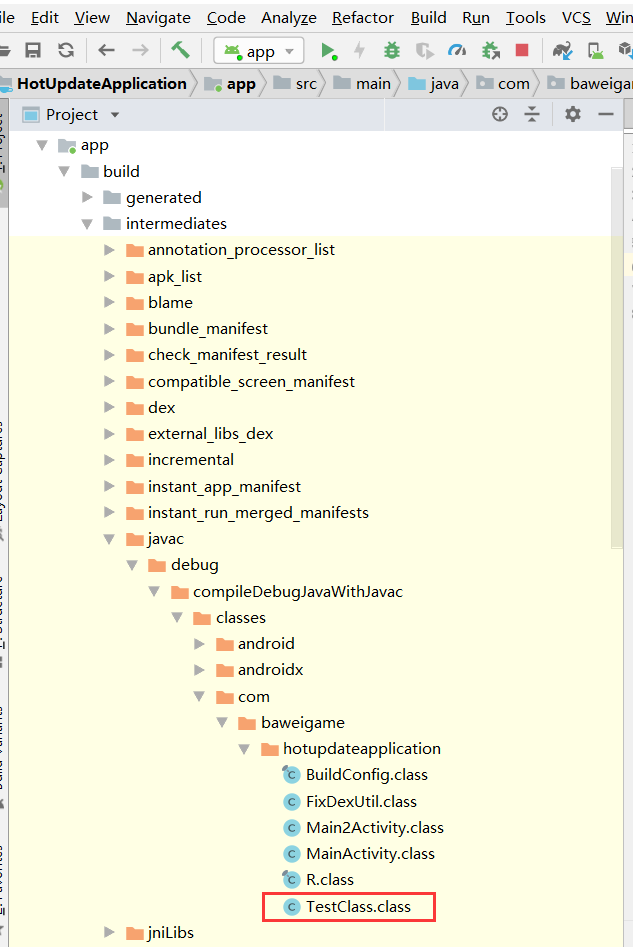 File Edit View Navigate Code Analyze Refactor Build Run Tools VCS Win
app
HotUpdateApplication app src main java com baweigam
Project
app
build
generated
intermediates
annotation_processor_list
apk_list
blame
bundle_manifest
check_manifest_result
compatible_screen_manifest
dex
external_libs_dex
incremental
instant_app_manifest
instant_run_merged_manifests
javac
debug
compileDebugJavaWithJavac
classes
android
androidx
com
baweigame
hotupdateapplication
BuildConfig.class
FixDexUtil.class
Main2Activity.class
MainActivity.class
R.class
TestClass.class
jniLibs